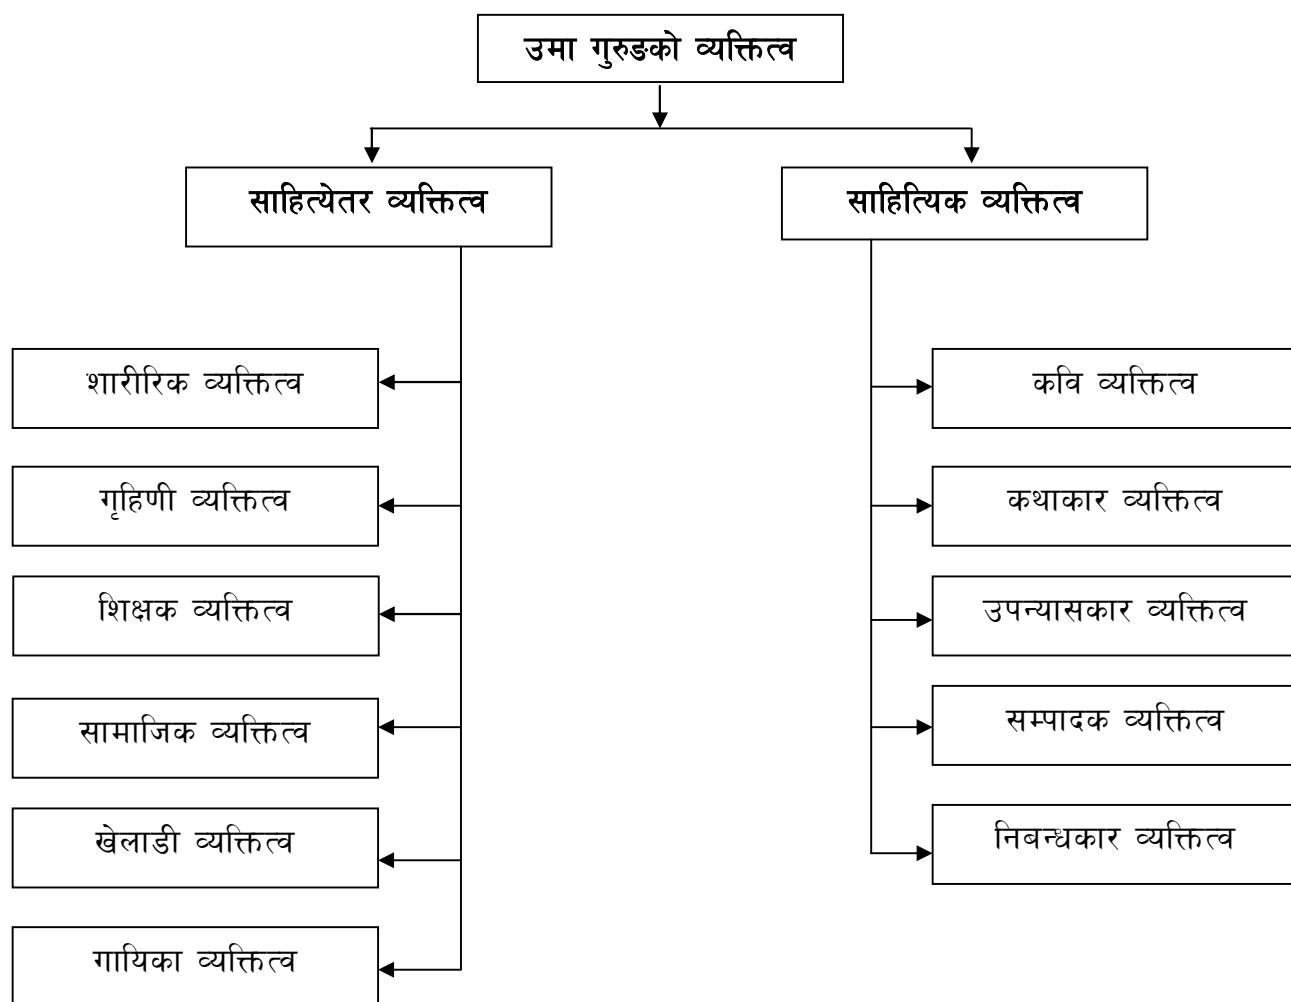 उमा गुरुङको व्यक्तित्व
साहित्येतर व्यक्तित्व
साहित्यिक व्यक्तित्व
शारीरिक व्यक्तित्व
गृहिणी व्यक्तित्व
शिक्षक व्यक्तित्व
सामाजिक व्यक्तित्व
खेलाडी व्यक्तित्व
गायिका व्यक्तित्व
कवि व्यक्तित्व
कथाकार व्यक्तित्व
उपन्यासकार व्यक्तित्व
सम्पादक व्यक्तित्व
निबन्धकार व्यक्तित्व